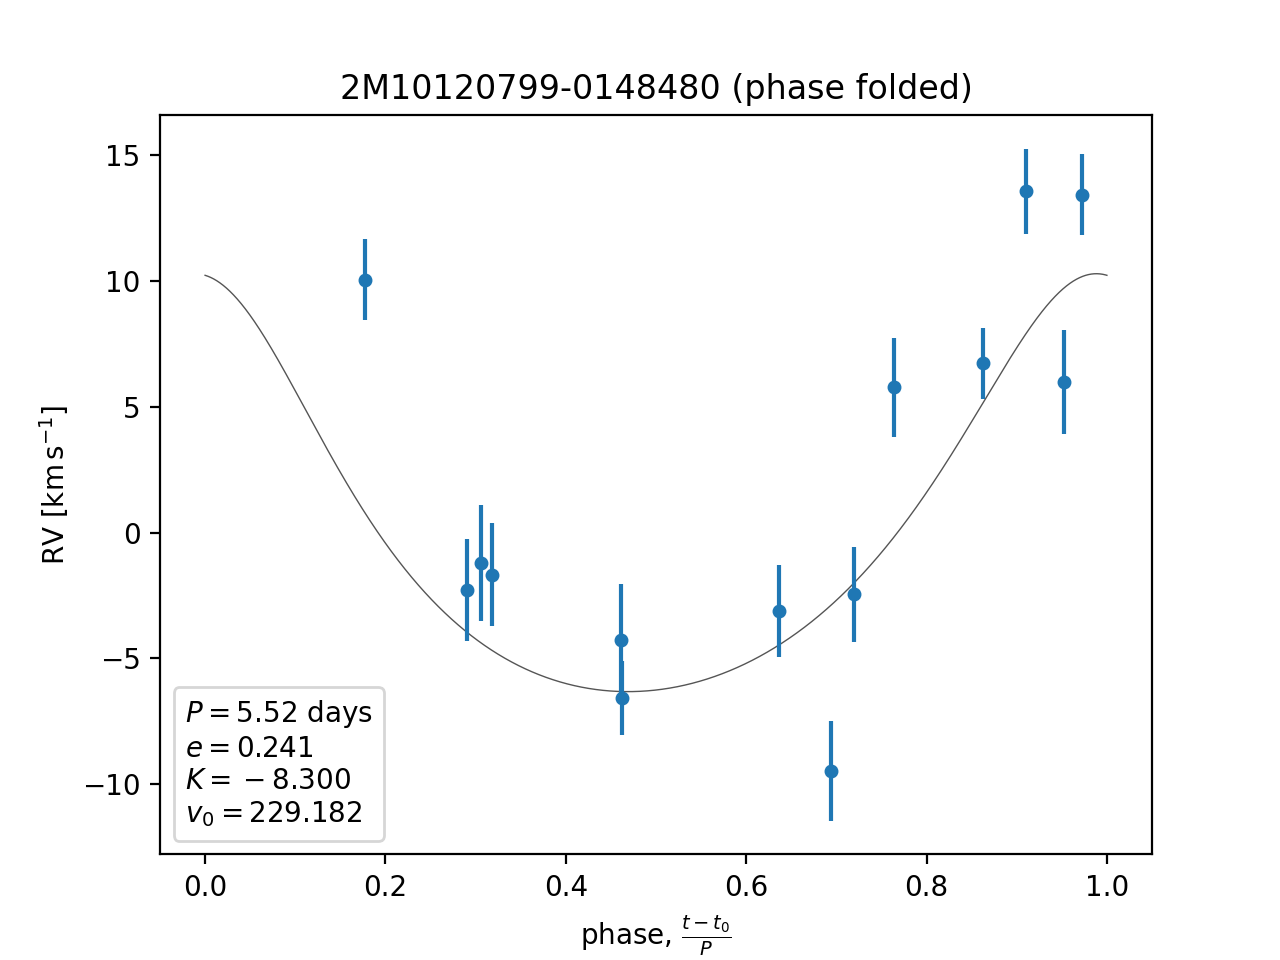 2M10120799-0148480 (phase folded)
RV [km s⁻¹]
15
10
5
0
−5
−10
P = 5.52 days
e = 0.241
K = −8.300
v₀ = 229.182
0.0 0.2 0.4 0.6 0.8 1.0
phase, (t − t₀)/P